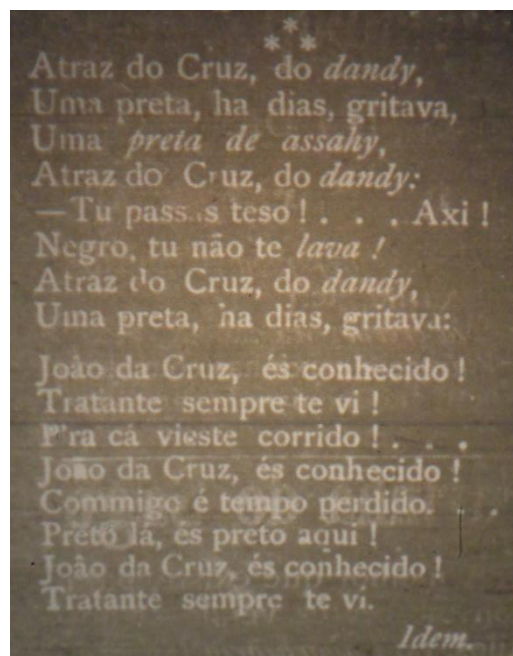 ***
Atraz do Cruz, do dandy,
Uma preta, ha dias, gritava,
Uma preta de assahy,
Atraz do Cruz, do dandy:
—Tu passas teso ! . . . Axi !
Negro, tu não te lava !
Atraz do Cruz, do dandy,
Uma preta, ha dias, gritava:
João da Cruz, és conhecido !
Tratante sempre te vi !
P'ra cá vieste corrido ! . . .
João da Cruz, és conhecido !
Commigo é tempo perdido. . .
Preto lá, és preto aqui !
João da Cruz, és conhecido !
Tratante sempre te vi.
Idem.